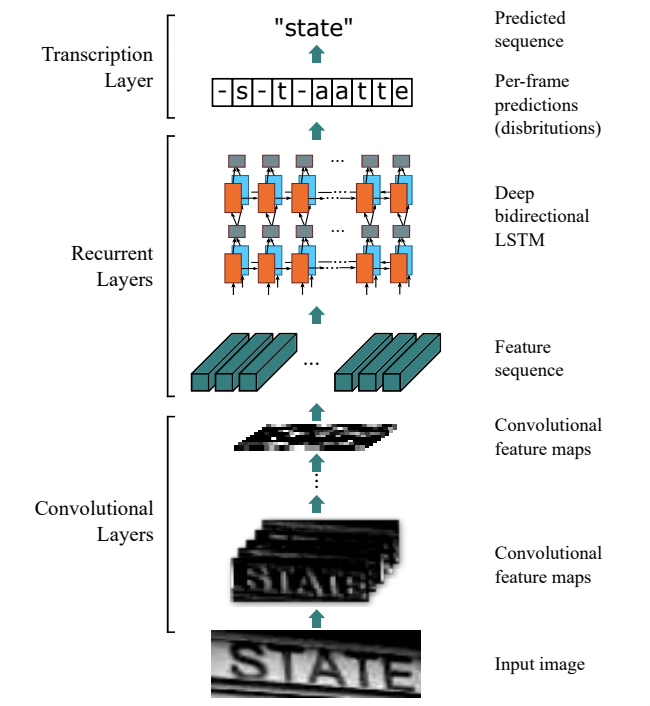 "state"
Predicted
sequence
Transcription
Layer
-s-t-aatte
Per-frame
predictions
(disbritutions)
...
Deep
bidirectional
LSTM
...
Recurrent
Layers
...
Feature
sequence
Convolutional
feature maps
Convolutional
Layers
STATE
Convolutional
feature maps
STATE
Input image